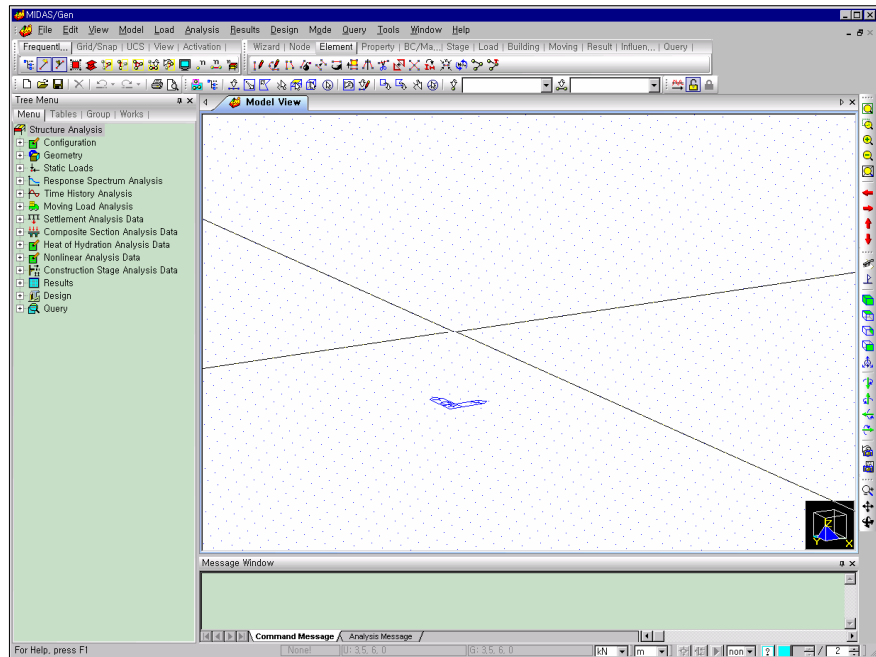 MIDAS/Gen
File Edit View Model Load Analysis Results Design Mode Query Tools Window Help
Frequentl,,, | Grid/Snap | UCS | View | Activation | Wizard | Node | Element | Property | BC/Ma,,, | Stage | Load | Building | Moving | Result | Influen,,, | Query |
Tree Menu
Model View
Menu | Tables | Group | Works |
Structure Analysis
Configuration
Geometry
Static Loads
Response Spectrum Analysis
Time History Analysis
Moving Load Analysis
Settlement Analysis Data
Composite Section Analysis Data
Heat of Hydration Analysis Data
Nonlinear Analysis Data
Construction Stage Analysis Data
Results
Design
Query
Z
Y X
Message Window
Command Message / Analysis Message /
For Help, press F1
Nonel U: 3,5, 6, 0 G: 3,5, 6, 0 kN m non ? / 2